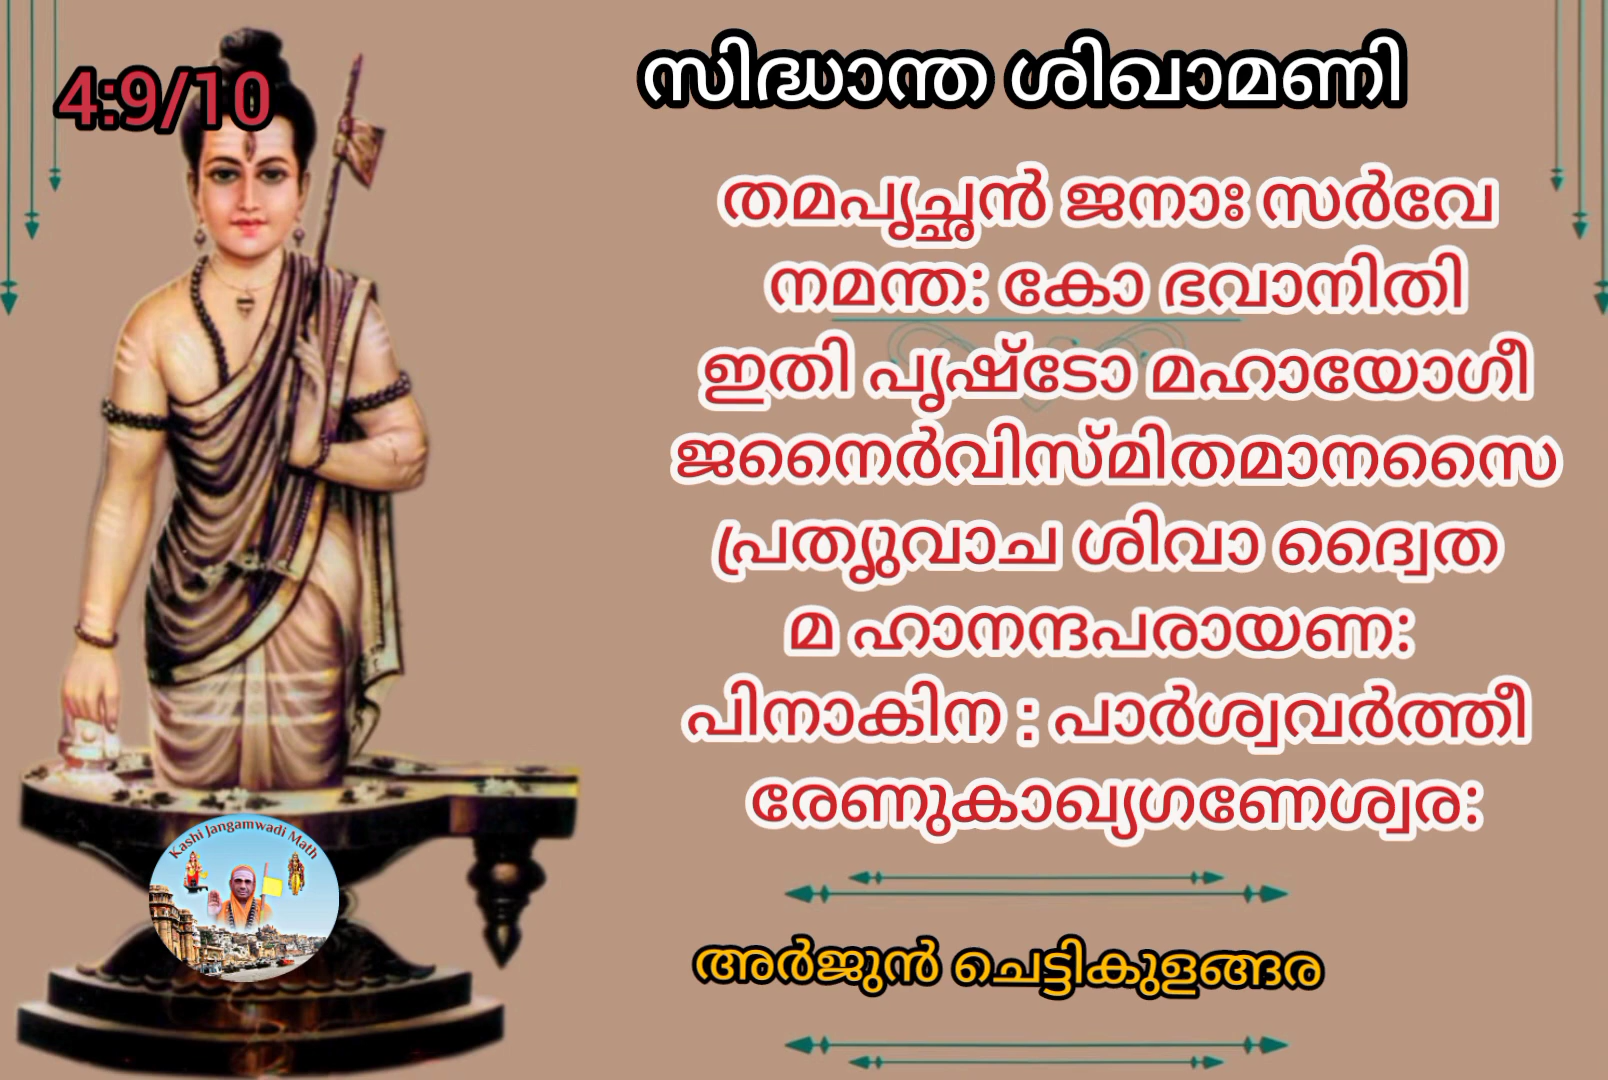 4:9/10
സിദ്ധാന്ത ശിഖാമണി
തമപൃച്ഛൻ ജനാഃ സർവേ
നമന്ത: കോ ഭവാനിതി
ഇതി പൃഷ്ടോ മഹായോഗീ
ജനൈർവിസ്മിതമാനസൈ
പ്രത്യുവാച ശിവാ ദ്വൈത
മ ഹാനന്ദപരായണ:
പിനാകിന : പാർശ്വവർത്തീ
രേണുകാഖ്യഗണേശ്വര:
Kashi Jangamwadi Math
അർജുൻ ചെട്ടികുളങ്ങര